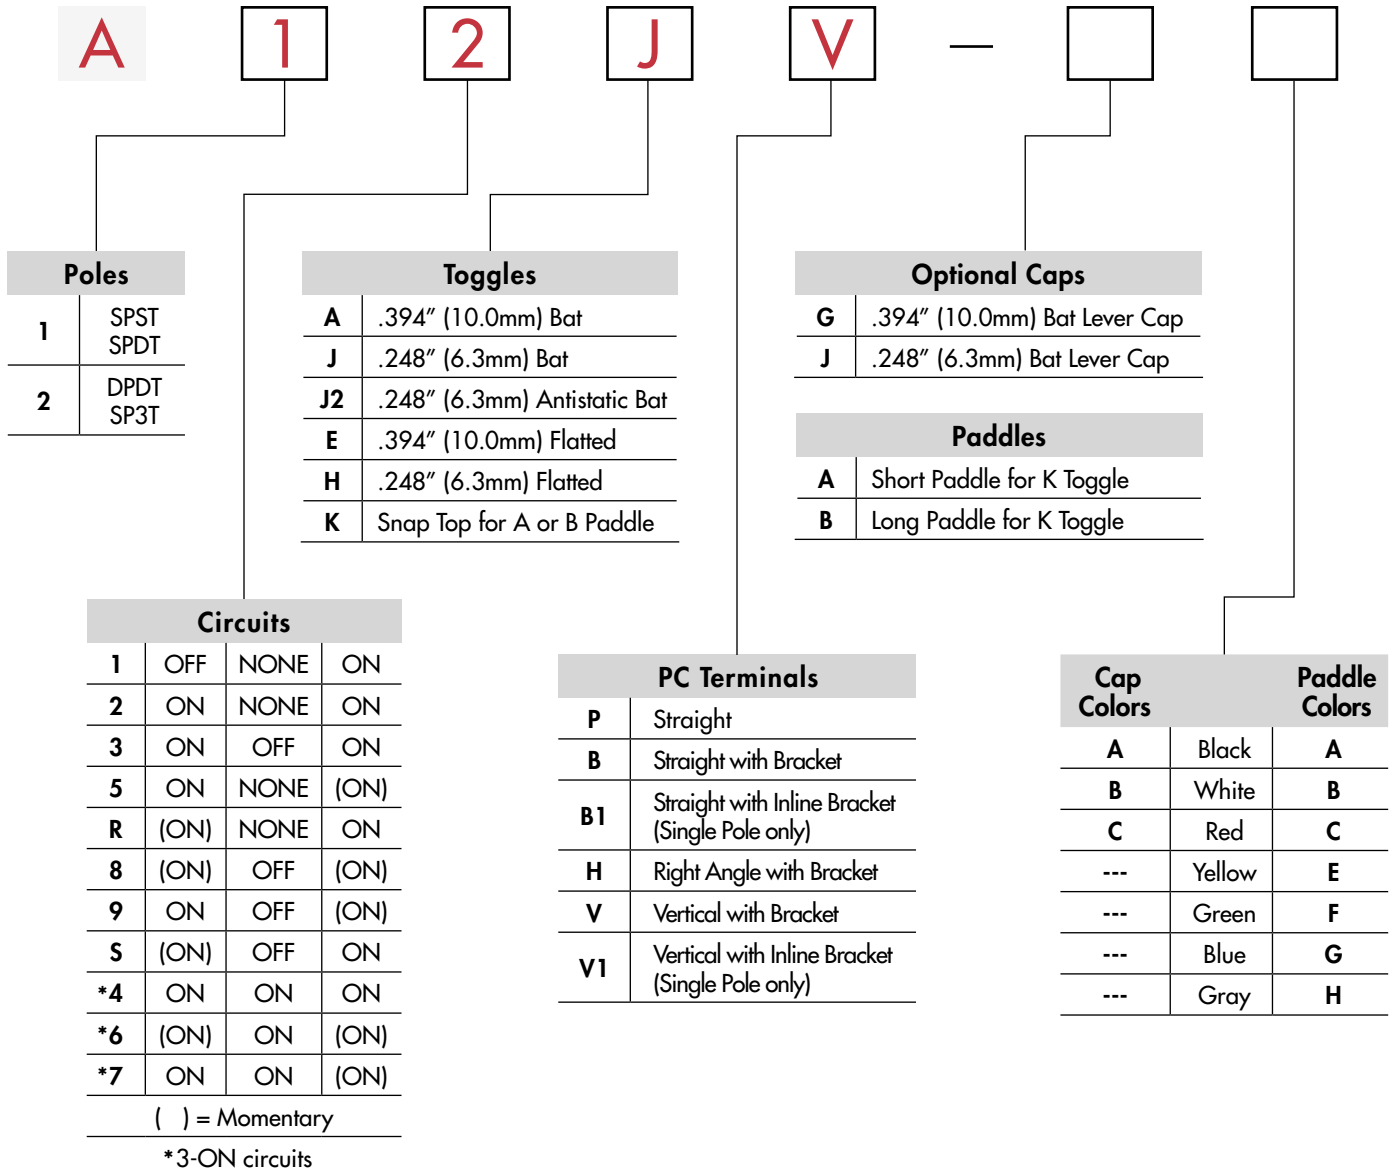 A 1 2 J V —
Poles
1 SPST SPDT
2 DPDT SP3T
Toggles
A .394″ (10.0mm) Bat
J .248″ (6.3mm) Bat
J2 .248″ (6.3mm) Antistatic Bat
E .394″ (10.0mm) Flatted
H .248″ (6.3mm) Flatted
K Snap Top for A or B Paddle
Optional Caps
G .394″ (10.0mm) Bat Lever Cap
J .248″ (6.3mm) Bat Lever Cap
Paddles
A Short Paddle for K Toggle
B Long Paddle for K Toggle
Circuits
1 OFF NONE ON
2 ON NONE ON
3 ON OFF ON
5 ON NONE (ON)
R (ON) NONE ON
8 (ON) OFF (ON)
9 ON OFF (ON)
S (ON) OFF ON
*4 ON ON ON
*6 (ON) ON (ON)
*7 ON ON (ON)
( ) = Momentary
*3-ON circuits
PC Terminals
P Straight
B Straight with Bracket
B1 Straight with Inline Bracket
(Single Pole only)
H Right Angle with Bracket
V Vertical with Bracket
V1 Vertical with Inline Bracket
(Single Pole only)
Cap Paddle
Colors Colors
A Black A
B White B
C Red C
--- Yellow E
--- Green F
--- Blue G
--- Gray H